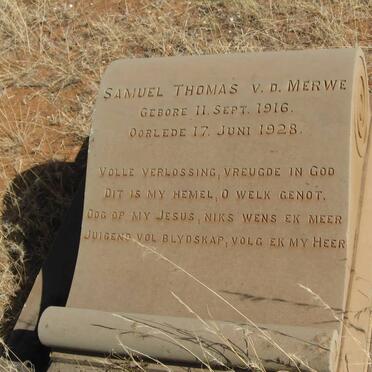 SAMUEL THOMAS V.D. MERWE
GEBORE 11. SEPT. 1916.
OORLEDE 17. JUNI 1928.
VOLLE VERLOSSING, VREUGDE IN GOD
DIT IS MY HEMEL, O WELK GENOT.
OOG OP MY JESUS, NIKS WENS EK MEER
JUIGEND VOL BLYDSKAP, VOLG EK MY HEER